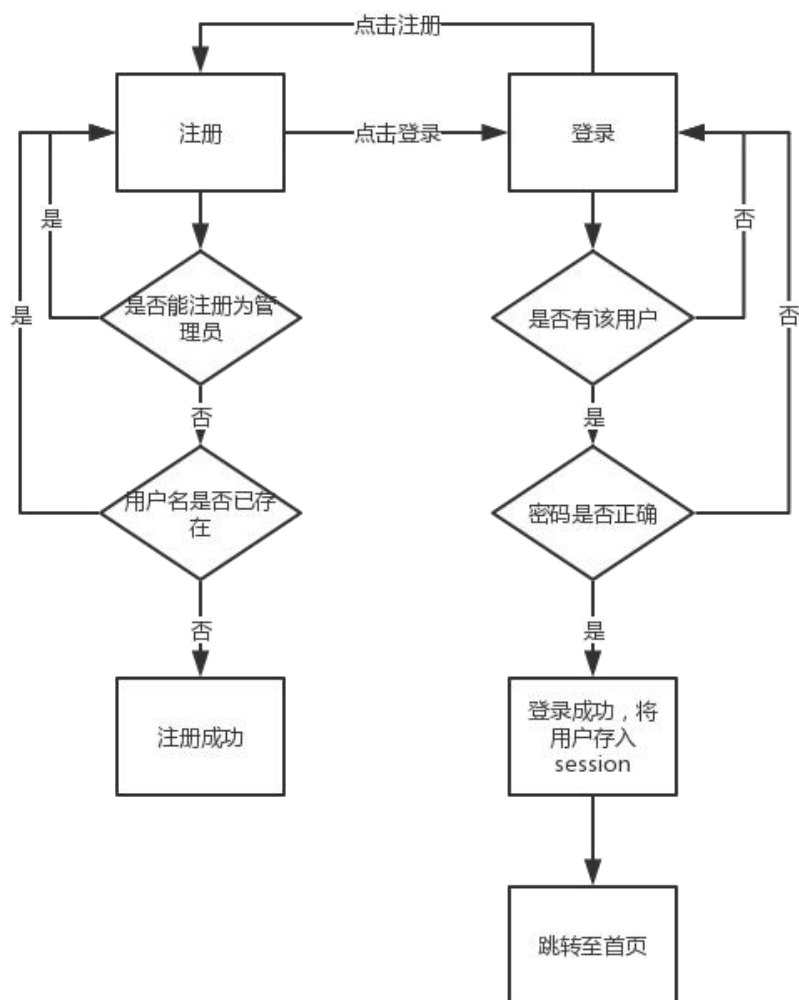 点击注册
注册
点击登录
登录
是
否
是
否
是否能注册为管
理员
是否有该用户
否
是
用户名是否已存
在
密码是否正确
否
是
注册成功
登录成功，将
用户存入
session
跳转至首页